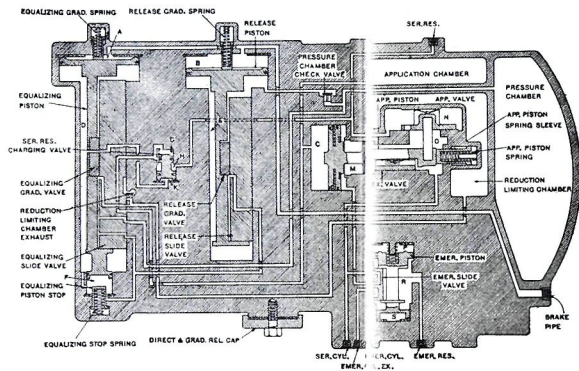 EQUALIZING GRAD. SPRING
RELEASE GRAD. SPRING
RELEASE
PISTON
SER. RES.
A
B
PRESSURE
CHAMBER
CHECK VALVE
APPLICATION CHAMBER
PRESSURE
CHAMBER
EQUALIZING
PISTON
APP. PISTON
APP. VALVE
N
APP. PISTON
SPRING SLEEVE
APP. PISTON
SPRING
SER. RES.
CHARGING VALVE
C
O
M
EQUALIZING
GRAD. VALVE
VALVE
REDUCTION
LIMITING CHAMBER
REDUCTION
LIMITING
CHAMBER
EXHAUST
RELEASE
GRAD.
VALVE
RELEASE
SLIDE VALVE
EQUALIZING
SLIDE VALVE
EMER. PISTON
EMER. SLIDE
VALVE
F
R
EQUALIZING
PISTON STOP
S
BRAKE
PIPE
EQUALIZING STOP SPRING
DIRECT & GRAD. REL. CAP
SER. CYL.
CYL.
EMER. RES.
EX.